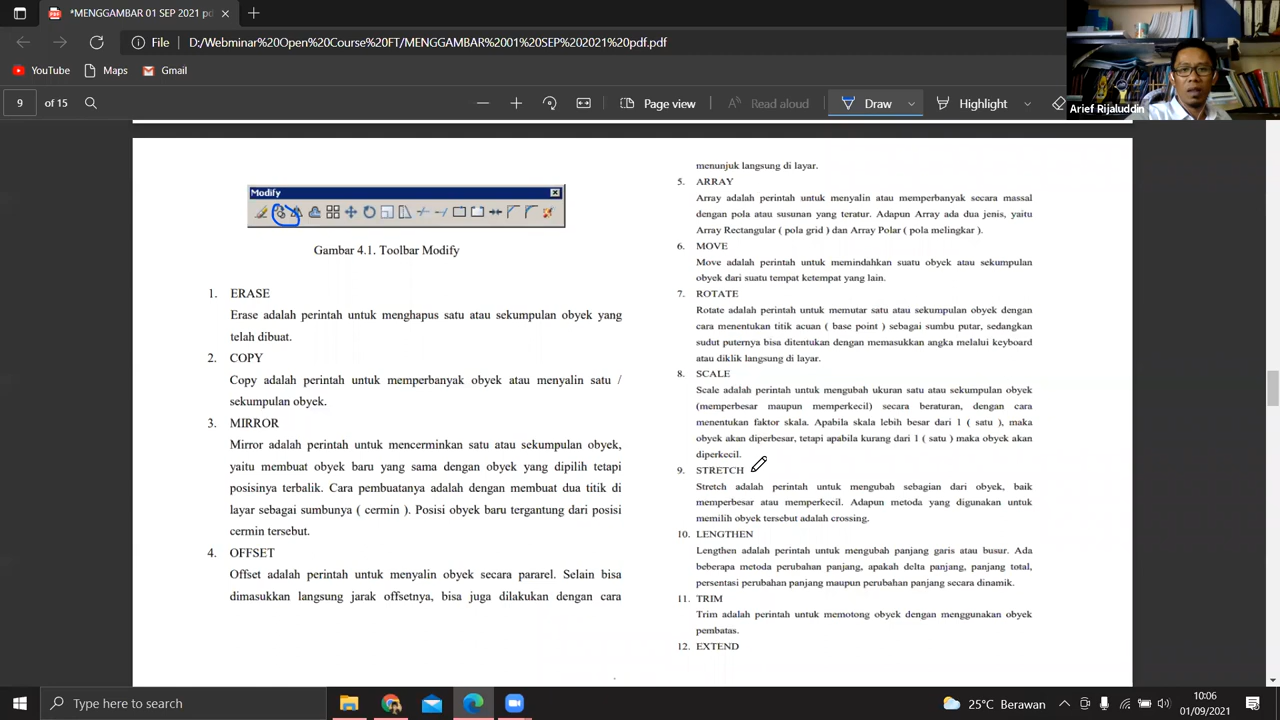 *MENGGAMBAR 01 SEP 2021 pd
File
D:/Webminar%20Open%20Course%20FT/MENGGAMBAR%2001%20SEP%202021%20pdf.pdf
YouTube
Maps
Gmail
9 of 15
Page view
Read aloud
Draw
Highlight
Arief Rijaluddin
Modify
Gambar 4.1. Toolbar Modify
1. ERASE
Erase adalah perintah untuk menghapus satu atau sekumpulan obyek yang
telah dibuat.
2. COPY
Copy adalah perintah untuk memperbanyak obyek atau menyalin satu /
sekumpulan obyek.
3. MIRROR
Mirror adalah perintah untuk mencerminkan satu atau sekumpulan obyek,
yaitu membuat obyek baru yang sama dengan obyek yang dipilih tetapi
posisinya terbalik. Cara pembuatanya adalah dengan membuat dua titik di
layar sebagai sumbunya ( cermin ). Posisi obyek baru tergantung dari posisi
cermin tersebut.
4. OFFSET
Offset adalah perintah untuk menyalin obyek secara pararel. Selain bisa
dimasukkan langsung jarak offsetnya, bisa juga dilakukan dengan cara
menunjuk langsung di layar.
5. ARRAY
Array adalah perintah untuk menyalin atau memperbanyak secara massal
dengan pola atau susunan yang teratur. Adapun Array ada dua jenis, yaitu
Array Rectangular ( pola grid ) dan Array Polar ( pola melingkar ).
6. MOVE
Move adalah perintah untuk memindahkan suatu obyek atau sekumpulan
obyek dari suatu tempat ketempat yang lain.
7. ROTATE
Rotate adalah perintah untuk memutar satu atau sekumpulan obyek dengan
cara menentukan titik acuan ( base point ) sebagai sumbu putar, sedangkan
sudut puternya bisa ditentukan dengan memasukkan angka melalui keyboard
atau diklik langsung di layar.
8. SCALE
Scale adalah perintah untuk mengubah ukuran satu atau sekumpulan obyek
(memperbesar maupun memperkecil) secara beraturan, dengan cara
menentukan faktor skala. Apabila skala lebih besar dari 1 ( satu ), maka
obyek akan diperbesar, tetapi apabila kurang dari 1 ( satu ) maka obyek akan
diperkecil.
9. STRETCH
Stretch adalah perintah untuk mengubah sebagian dari obyek, baik
memperbesar atau memperkecil. Adapun metoda yang digunakan untuk
memilih obyek tersebut adalah crossing.
10. LENGTHEN
Lengthen adalah perintah untuk mengubah panjang garis atau busur. Ada
beberapa metoda perubahan panjang, apakah delta panjang, panjang total,
persentasi perubahan panjang maupun perubahan panjang secara dinamik.
11. TRIM
Trim adalah perintah untuk memotong obyek dengan menggunakan obyek
pembatas.
12. EXTEND
Type here to search
25°C Berawan
10:06
01/09/2021